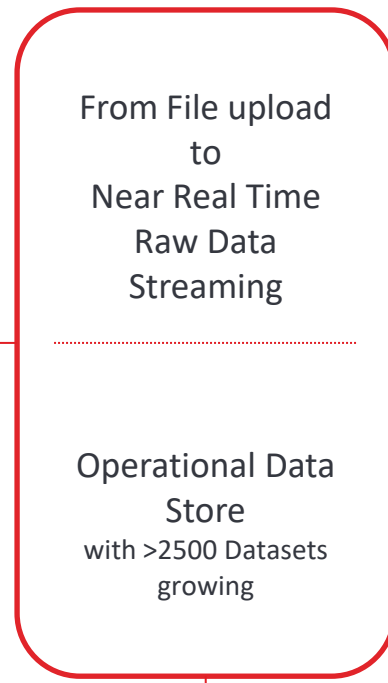 From File upload
to
Near Real Time
Raw Data
Streaming
Operational Data
Store
with >2500 Datasets
growing